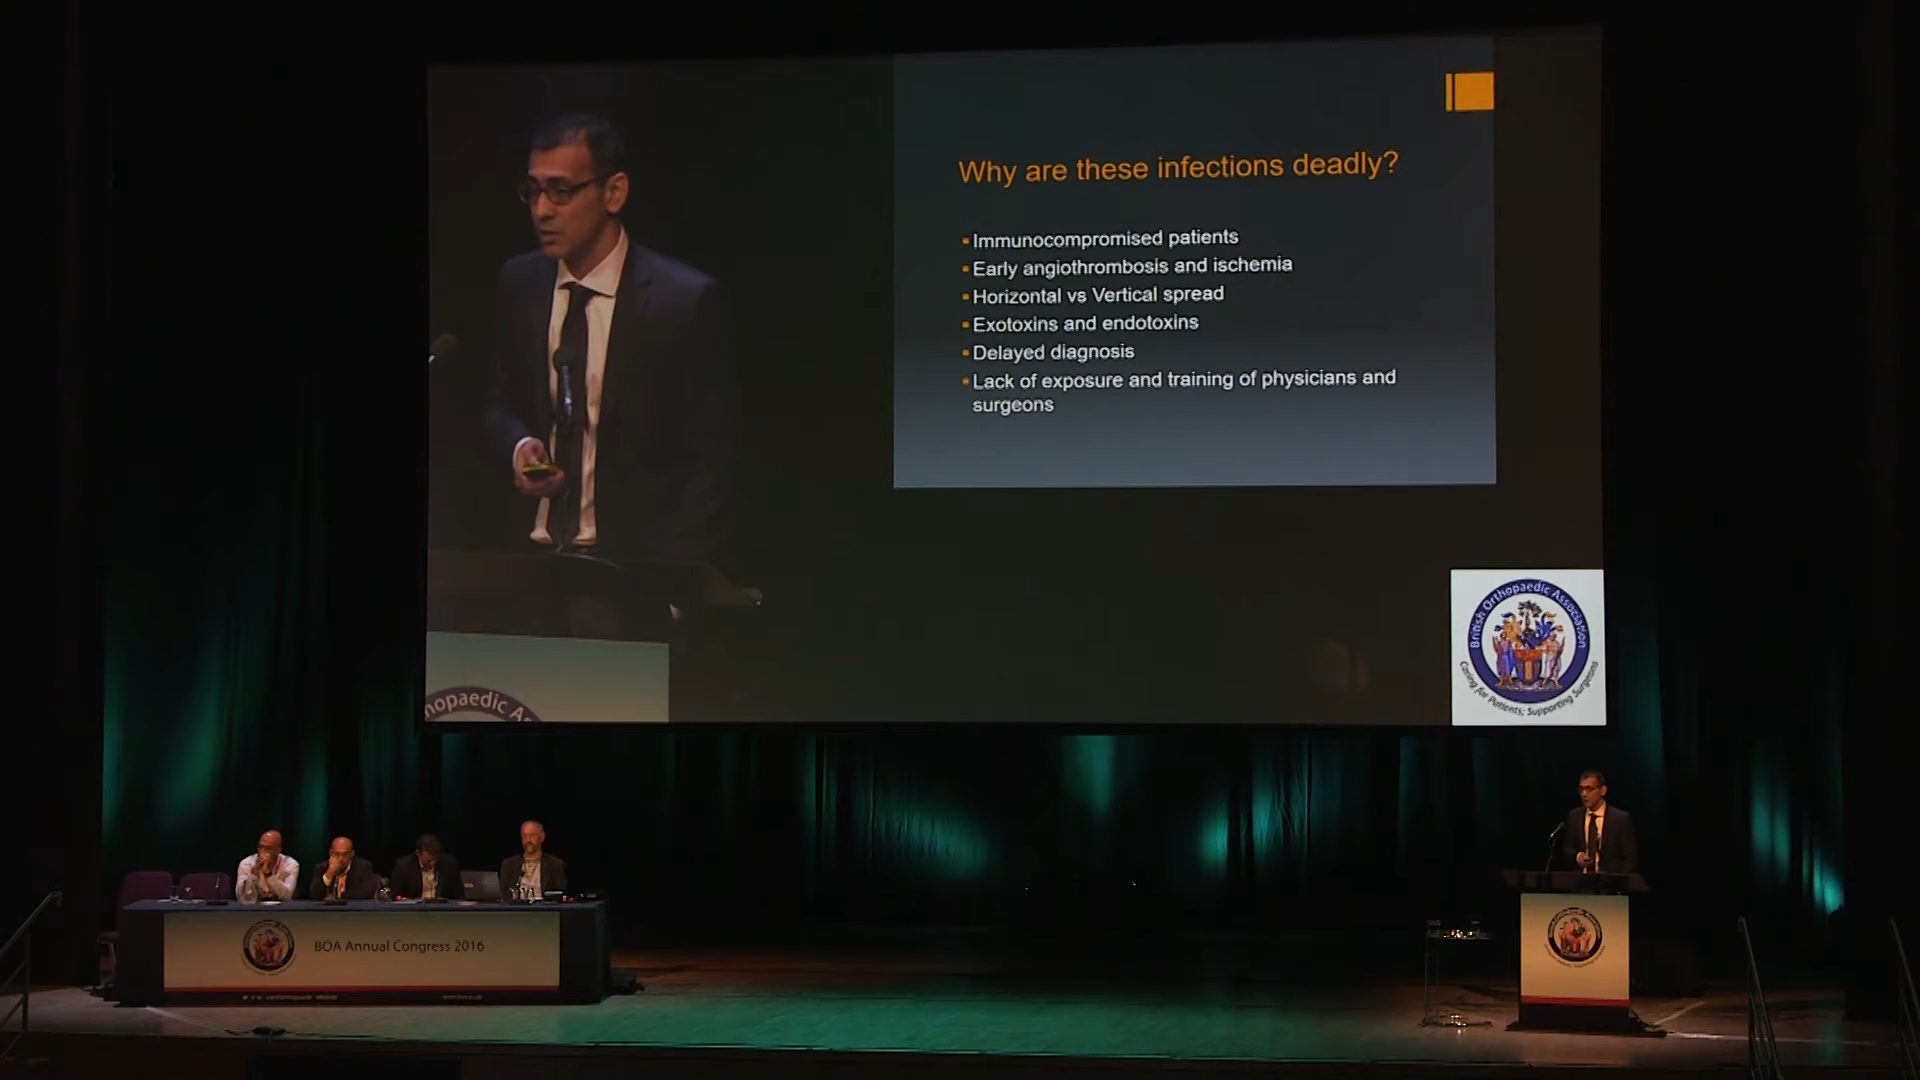 Why are these infections deadly?
Immunocompromised patients
Early angiothrombosis and ischemia
Horizontal vs Vertical spread
Exotoxins and endotoxins
Delayed diagnosis
Lack of exposure and training of physicians and
surgeons
British Orthopaedic Association
Caring for Patients; Supporting Surgeons
hopaedic A
BOA Annual Congress 2016